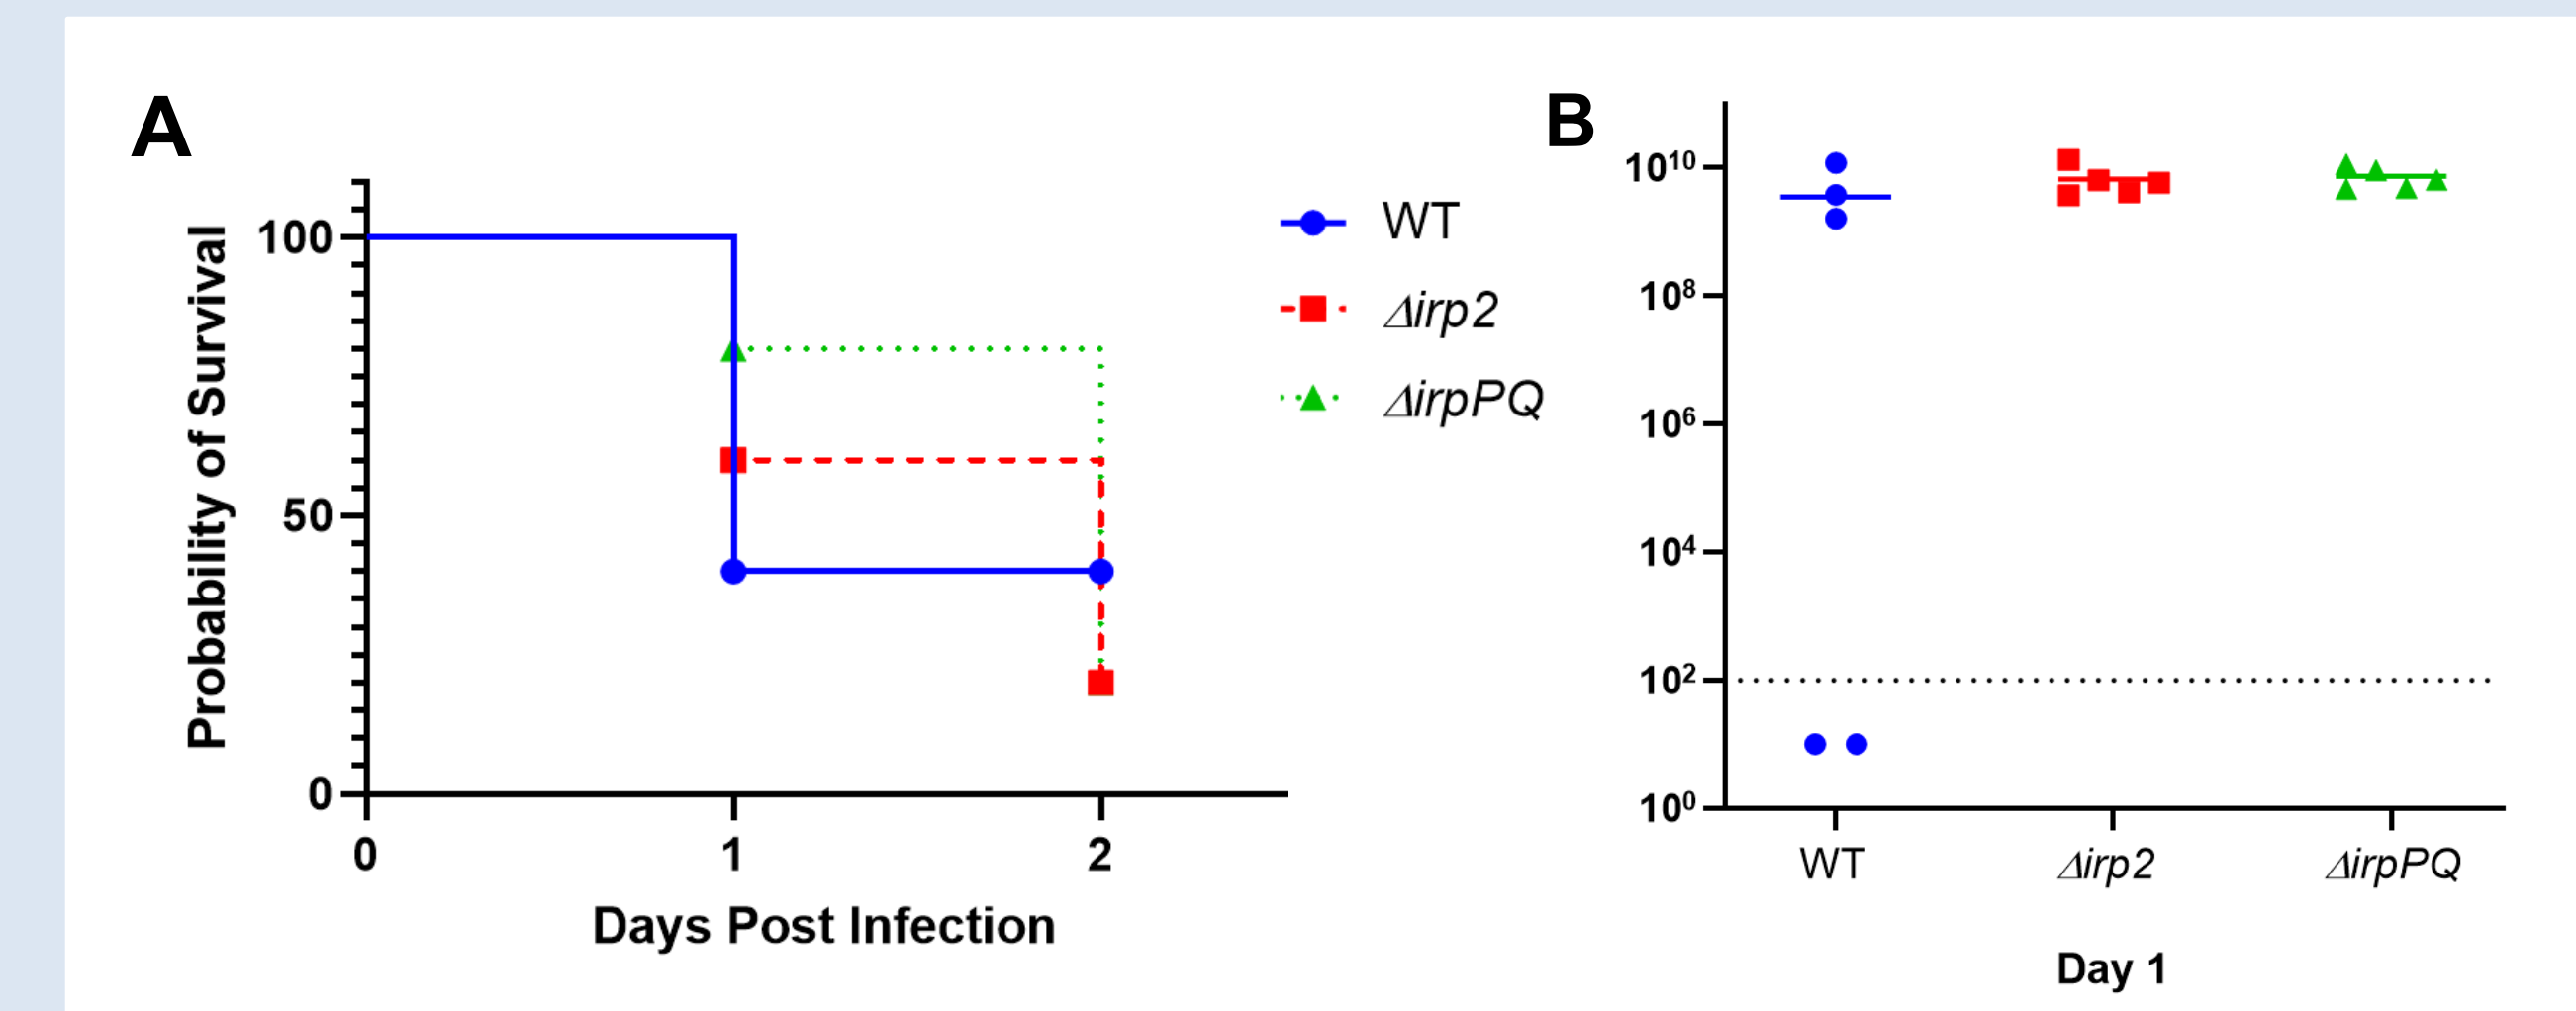 A
Probability of Survival
100
50
0
0
1
2
Days Post Infection
WT
Δirp2
ΔirpPQ
B
10¹⁰
10⁸
10⁶
10⁴
10²
10⁰
WT
Δirp2
ΔirpPQ
Day 1